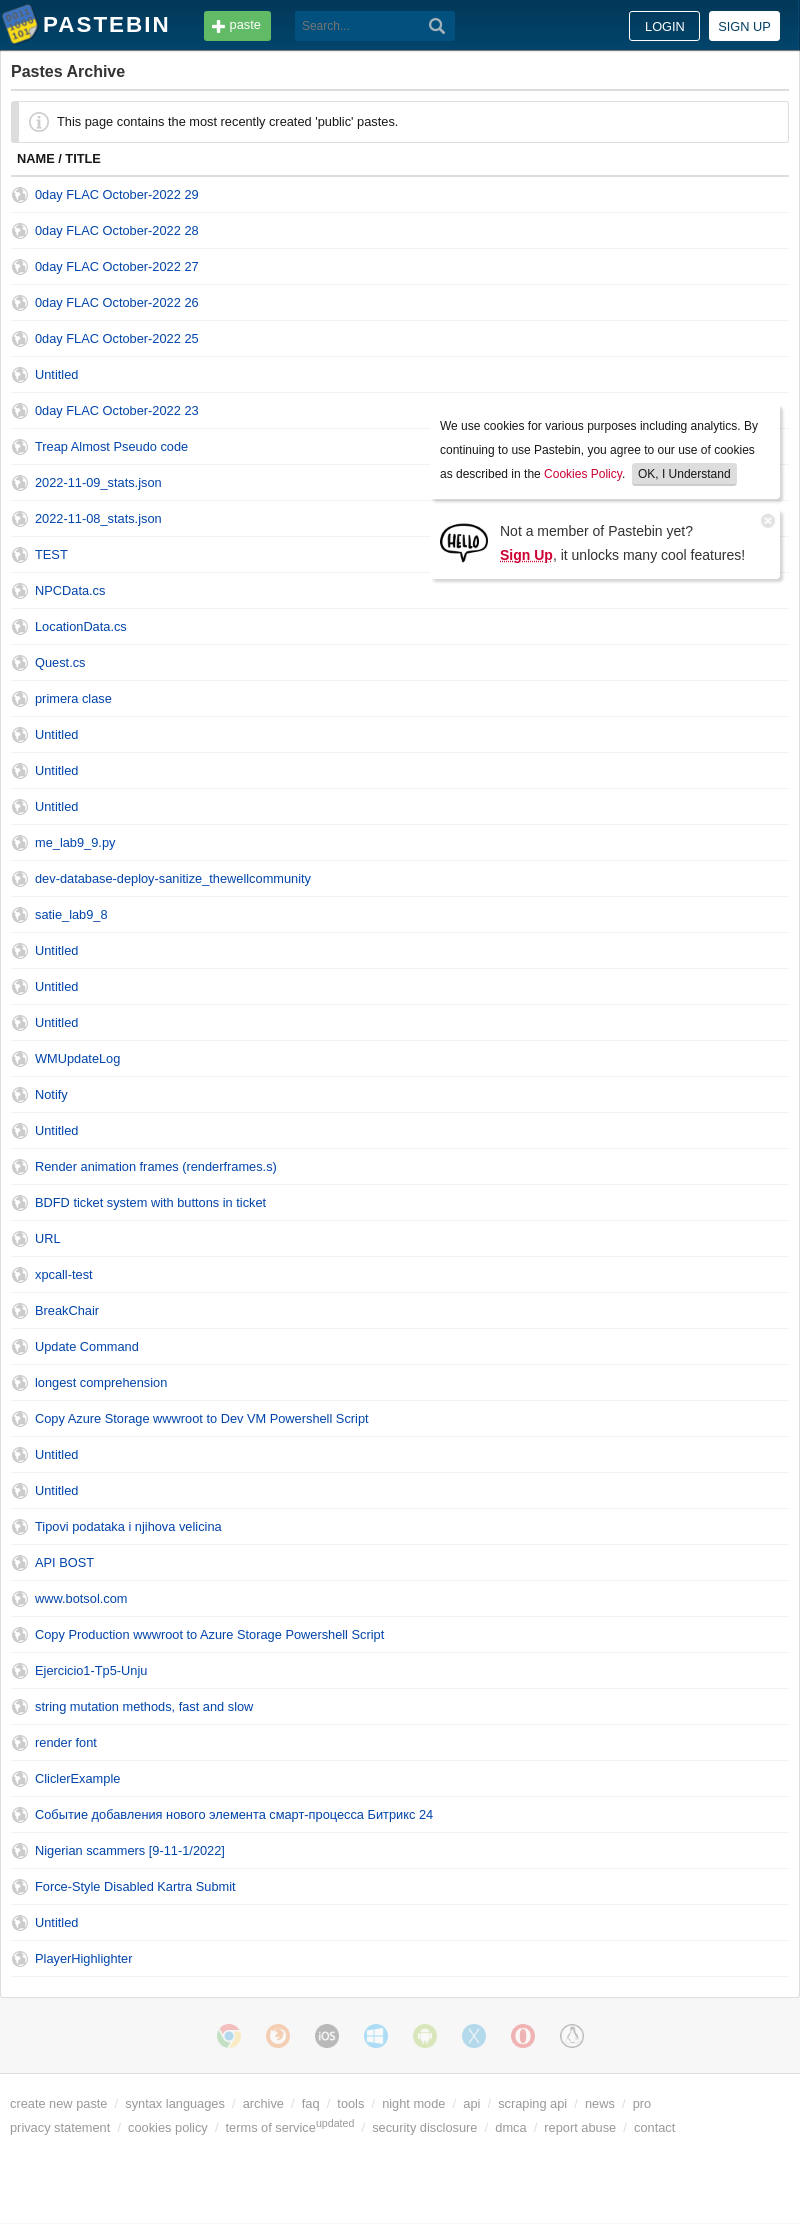 PASTEBIN
paste
Search...
LOGIN
SIGN UP
Pastes Archive
This page contains the most recently created 'public' pastes.
NAME / TITLE
0day FLAC October-2022 29
0day FLAC October-2022 28
0day FLAC October-2022 27
0day FLAC October-2022 26
0day FLAC October-2022 25
Untitled
0day FLAC October-2022 23
Treap Almost Pseudo code
2022-11-09_stats.json
2022-11-08_stats.json
TEST
We use cookies for various purposes including analytics. By
continuing to use Pastebin, you agree to our use of cookies
as described in the Cookies Policy. OK, I Understand
HELLO
Not a member of Pastebin yet?
Sign Up, it unlocks many cool features!
NPCData.cs
LocationData.cs
Quest.cs
primera clase
Untitled
Untitled
Untitled
me_lab9_9.py
dev-database-deploy-sanitize_thewellcommunity
satie_lab9_8
Untitled
Untitled
Untitled
WMUpdateLog
Notify
Untitled
Render animation frames (renderframes.s)
BDFD ticket system with buttons in ticket
URL
xpcall-test
BreakChair
Update Command
longest comprehension
Copy Azure Storage wwwroot to Dev VM Powershell Script
Untitled
Untitled
Tipovi podataka i njihova velicina
API BOST
www.botsol.com
Copy Production wwwroot to Azure Storage Powershell Script
Ejercicio1-Tp5-Unju
string mutation methods, fast and slow
render font
CliclerExample
Событие добавления нового элемента смарт-процесса Битрикс 24
Nigerian scammers [9-11-1/2022]
Force-Style Disabled Kartra Submit
Untitled
PlayerHighlighter
iOS
create new paste / syntax languages / archive / faq / tools / night mode / api / scraping api / news / pro
privacy statement / cookies policy / terms of service updated / security disclosure / dmca / report abuse / contact